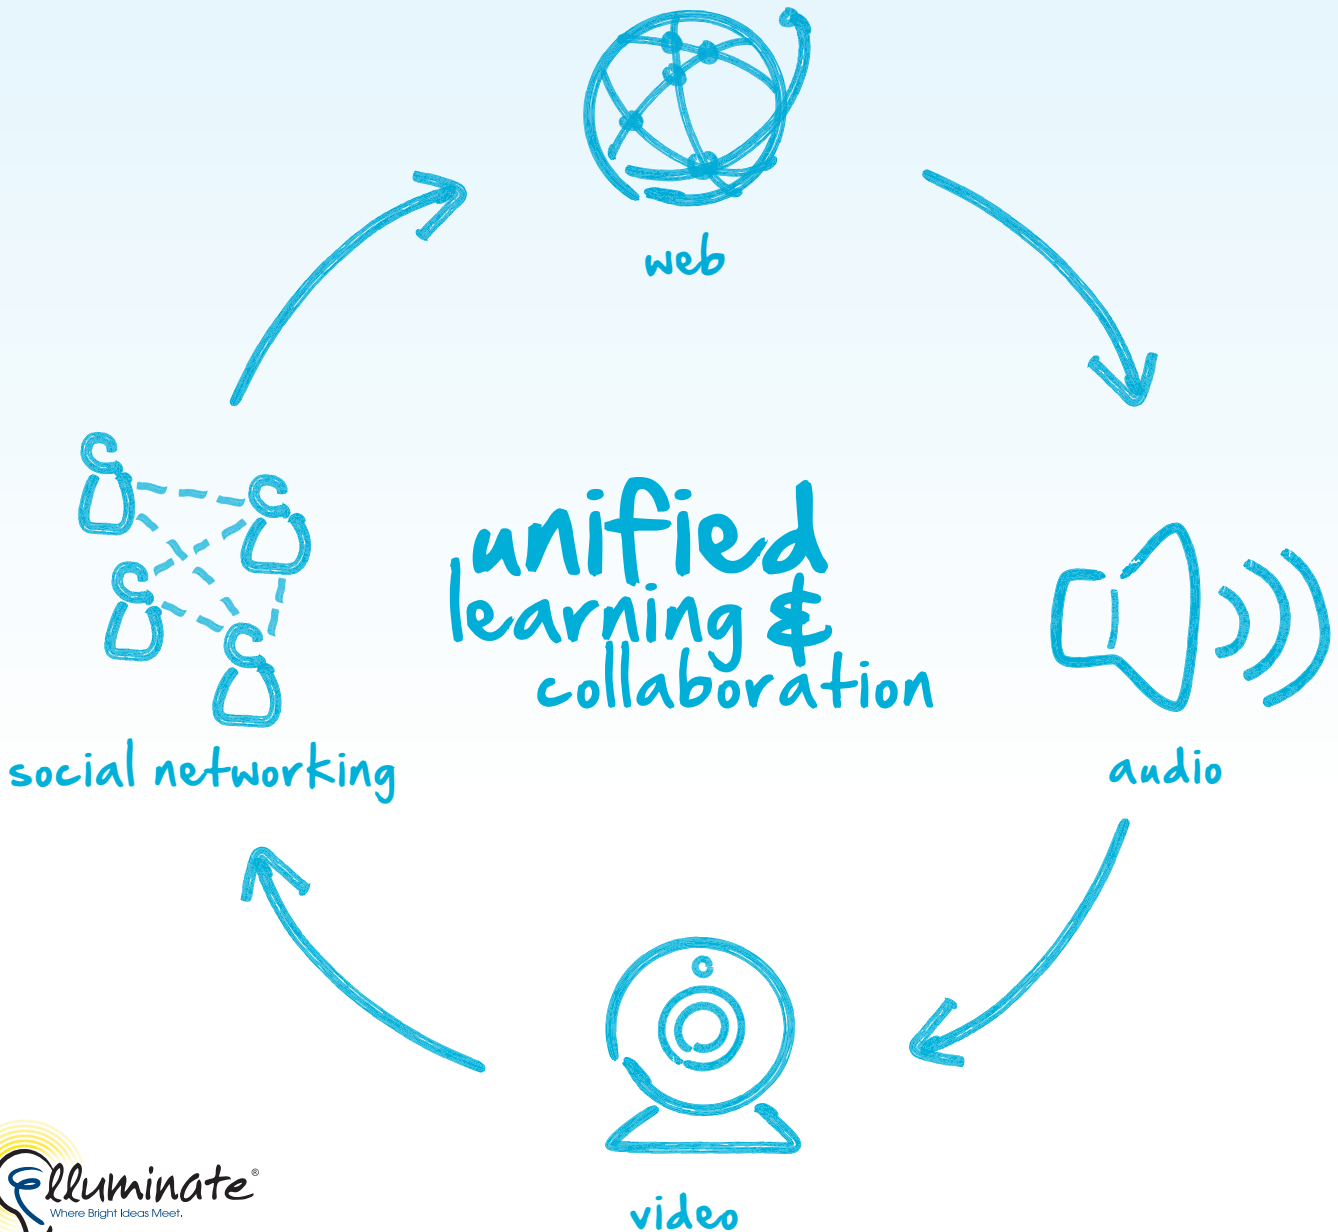 web
unified
learning &
collaboration
social networking
audio
video
elluminate®
Where Bright Ideas Meet.